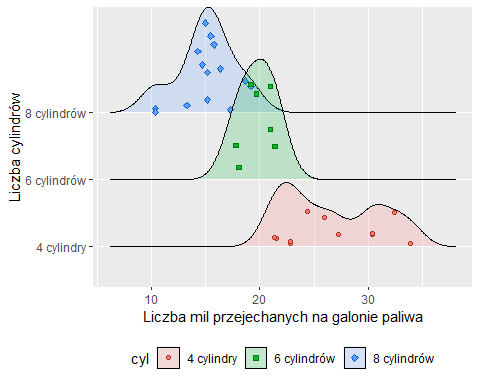 Liczba cylindrów
8 cylindrów
6 cylindrów
4 cylindry
10 20 30
Liczba mil przejechanych na galonie paliwa
cyl 4 cylindry 6 cylindrów 8 cylindrów